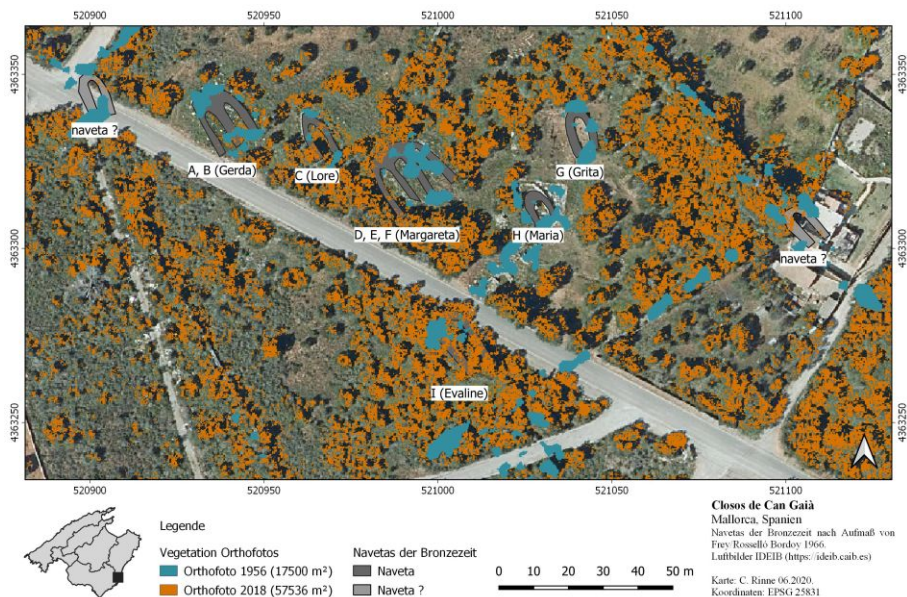 520900 520950 521000 521050 521100
4363350 4363350
naveta ?
A, B (Gerda)
C (Lore)
G (Grita)
D, E, F (Margareta)
H (Maria)
4363300 4363300
naveta ?
I (Evaline)
4363250 4363250
520900 520950 521000 521050 521100
Legende
Vegetation Orthofotos
Orthofoto 1956 (17500 m²)
Orthofoto 2018 (57536 m²)
Navetas der Bronzezeit
Naveta
Naveta ?
0 10 20 30 40 50 m
Closos de Can Gaià
Mallorca, Spanien
Navetas der Bronzezeit nach Aufmaß von
Frey/Rosselló Bordoy 1966.
Luftbilder IDEIB (https://ideib.caib.es)
Karte: C. Rinne 06.2020.
Koordinaten: EPSG 25831